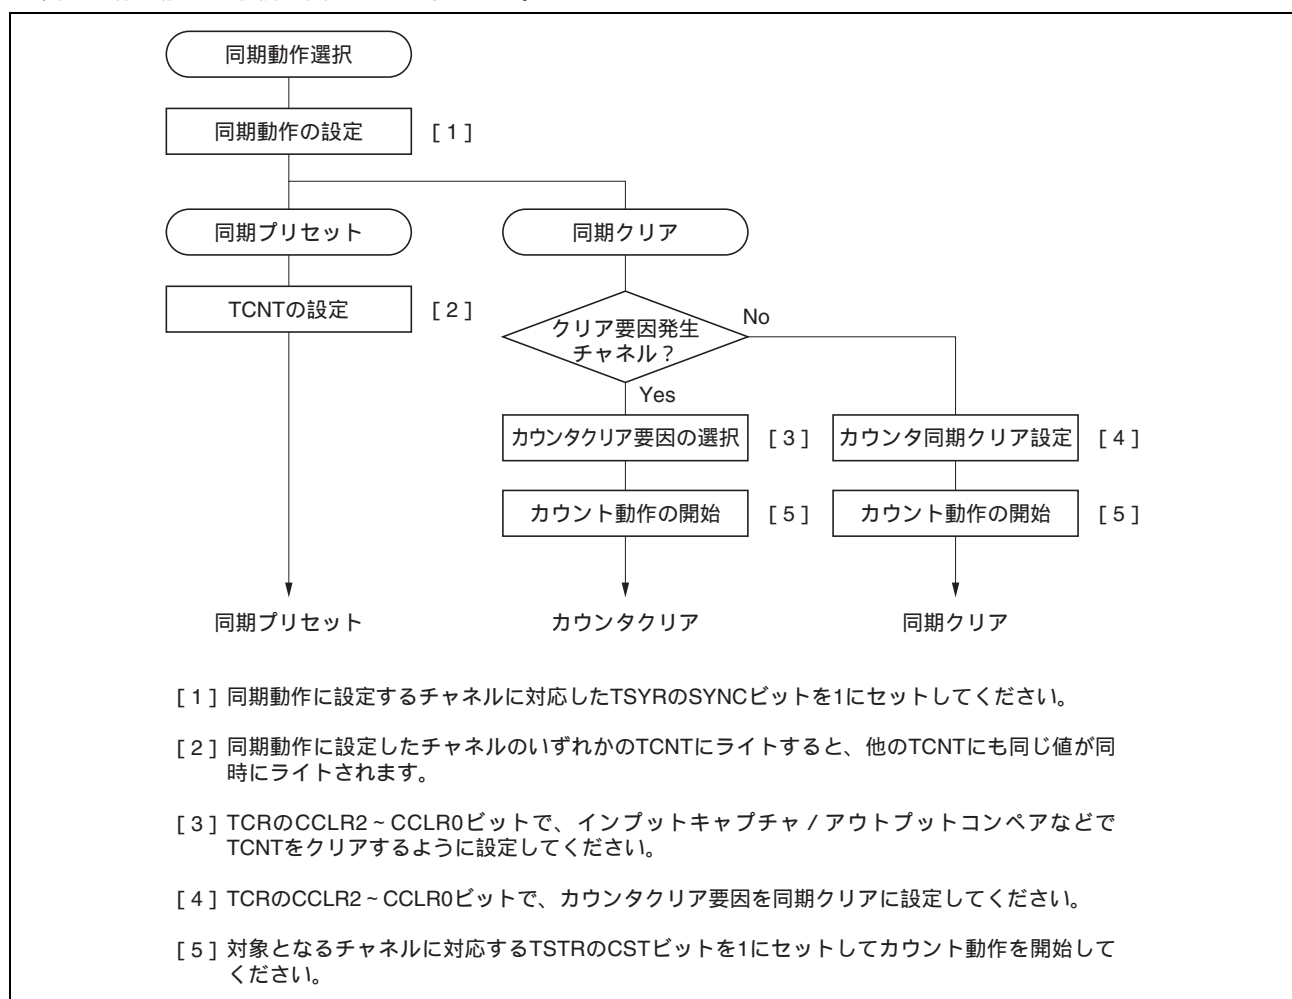 同期動作選択
同期動作の設定 [1]
同期プリセット 同期クリア
TCNTの設定 [2]
クリア要因発生
チャネル?
No
Yes
カウンタクリア要因の選択 [3] カウンタ同期クリア設定 [4]
カウント動作の開始 [5] カウント動作の開始 [5]
同期プリセット カウンタクリア 同期クリア
[1] 同期動作に設定するチャネルに対応したTSYRのSYNCビットを1にセットしてください。
[2] 同期動作に設定したチャネルのいずれかのTCNTにライトすると、他のTCNTにも同じ値が同
時にライトされます。
[3] TCRのCCLR2~CCLR0ビットで、インプットキャプチャ/アウトプットコンペアなどで
TCNTをクリアするように設定してください。
[4] TCRのCCLR2~CCLR0ビットで、カウンタクリア要因を同期クリアに設定してください。
[5] 対象となるチャネルに対応するTSTRのCSTビットを1にセットしてカウント動作を開始して
ください。